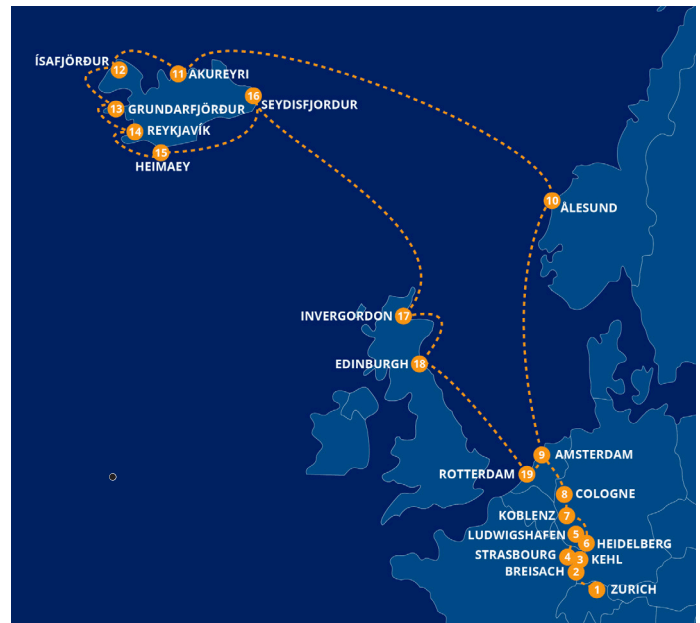 ÍSAFJÖRÐUR
12
11
AKUREYRI
16
SEYDISFJORDUR
13
GRUNDARFJÖRÐUR
14
REYKJAVÍK
15
HEIMAEY
10
ÅLESUND
INVERGORDON
17
EDINBURGH
18
9
AMSTERDAM
ROTTERDAM
19
8
COLOGNE
KOBLENZ
7
LUDWIGSHAFEN
5
6
HEIDELBERG
STRASBOURG
4
3
KEHL
BREISACH
2
1
ZURICH